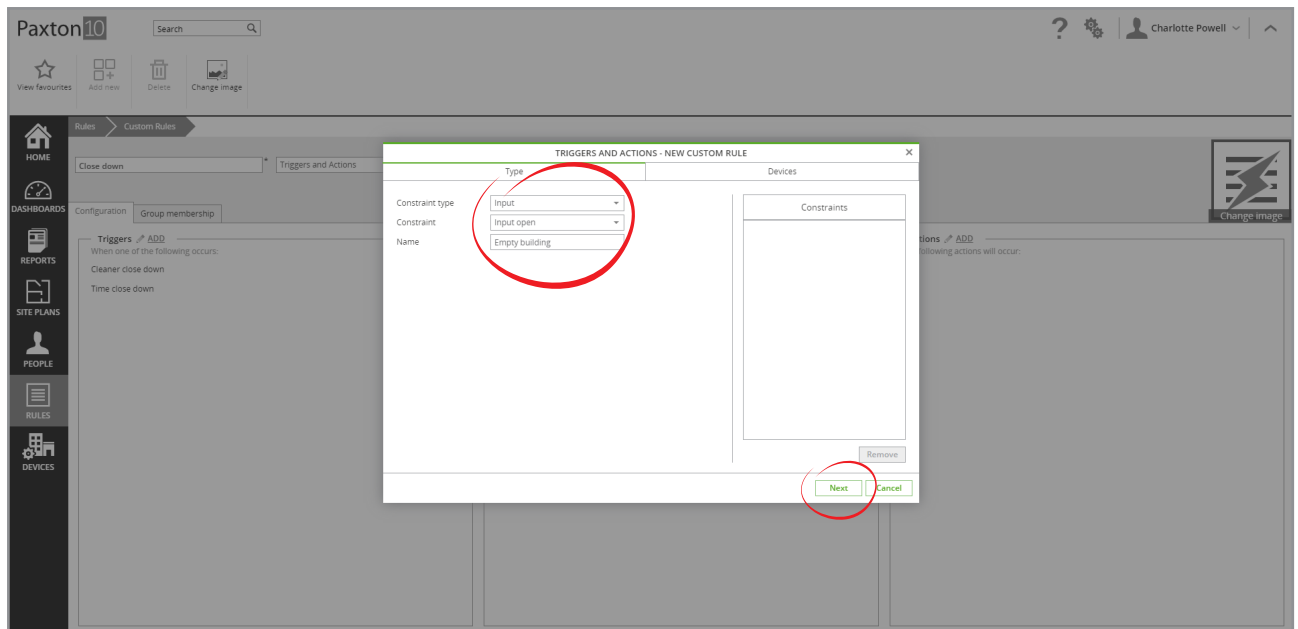 Paxton10
Search
Charlotte Powell
View favourites
Add new
Delete
Change image
Rules
Custom Rules
Close down
*
Triggers and Actions
HOME
DASHBOARDS
REPORTS
SITE PLANS
PEOPLE
RULES
DEVICES
Change image
Configuration
Group membership
Triggers ADD
When one of the following occurs:
Cleaner close down
Time close down
tions ADD
ollowing actions will occur:
TRIGGERS AND ACTIONS - NEW CUSTOM RULE
Type
Devices
Constraint type
Input
Constraint
Input open
Name
Empty building
Constraints
Remove
Next
Cancel